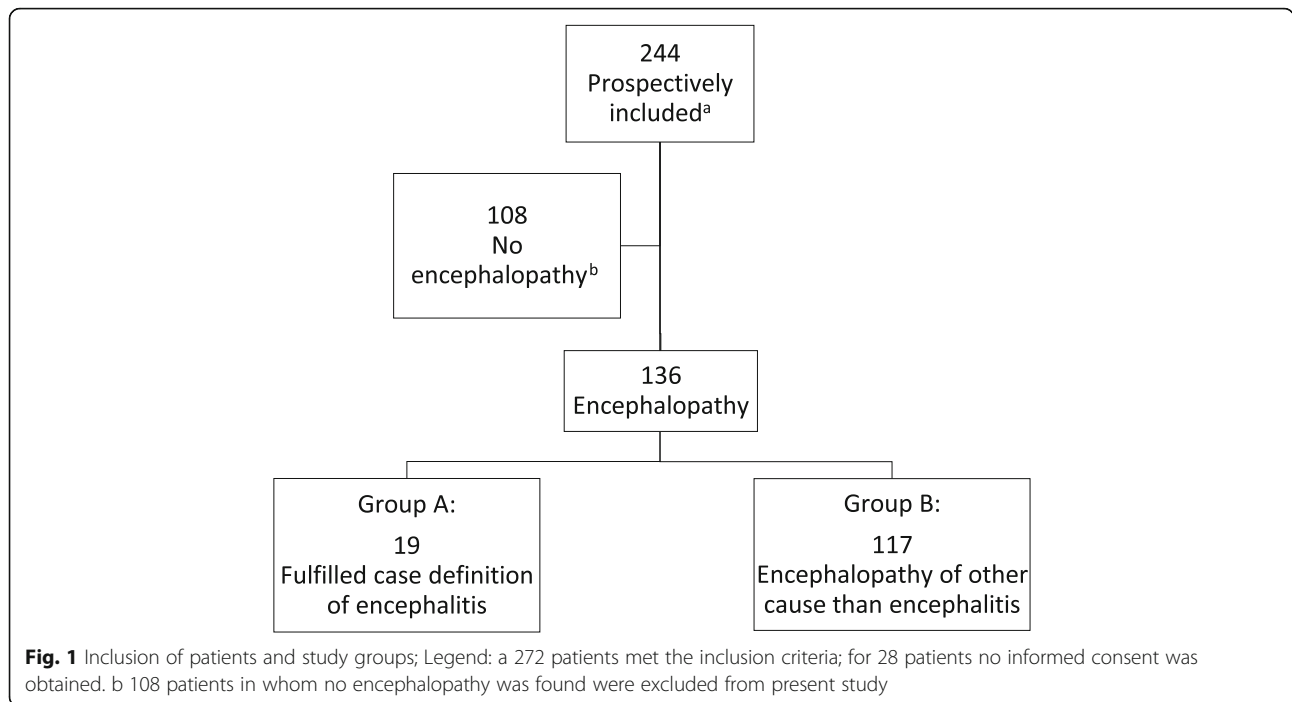 244
Prospectively
includedᵃ
108
No
encephalopathyᵇ
136
Encephalopathy
Group A:
19
Fulfilled case definition
of encephalitis
Group B:
117
Encephalopathy of other
cause than encephalitis
Fig. 1 Inclusion of patients and study groups; Legend: a 272 patients met the inclusion criteria; for 28 patients no informed consent was
obtained. b 108 patients in whom no encephalopathy was found were excluded from present study